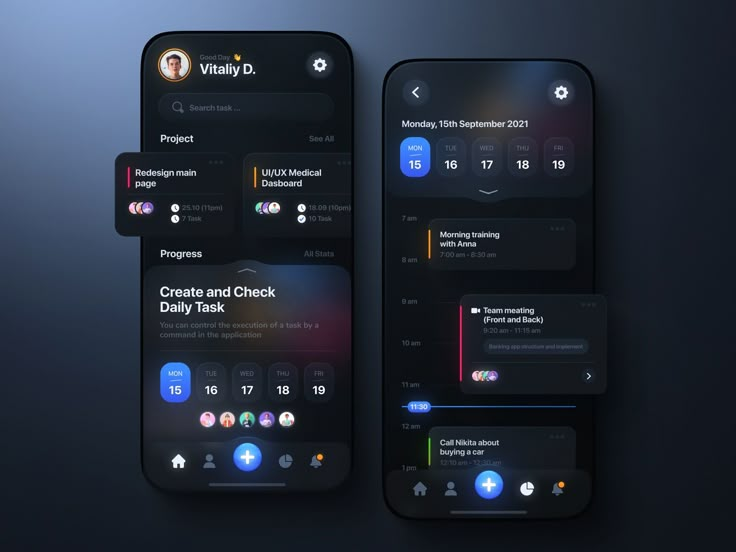 Good Day 👋
Vitaliy D.
Search task ...
Project
See All
Redesign main
page
25.10 (11pm)
7 Task
UI/UX Medical
Dasboard
18.09 (10pm)
10 Task
Progress
All Stats
Create and Check
Daily Task
You can control the execution of a task by a
command in the application
MON
15
TUE
16
WED
17
THU
18
FRI
19
Monday, 15th September 2021
MON
15
TUE
16
WED
17
THU
18
FRI
19
7 am
Morning training
with Anna
7:00 am - 8:30 am
8 am
9 am
Team meating
(Front and Back)
9:20 am - 11:15 am
10 am
Banking app structure and implement
11 am
11:30
12 am
Call Nikita about
buying a car
12:10 am - 12:30 am
1 pm